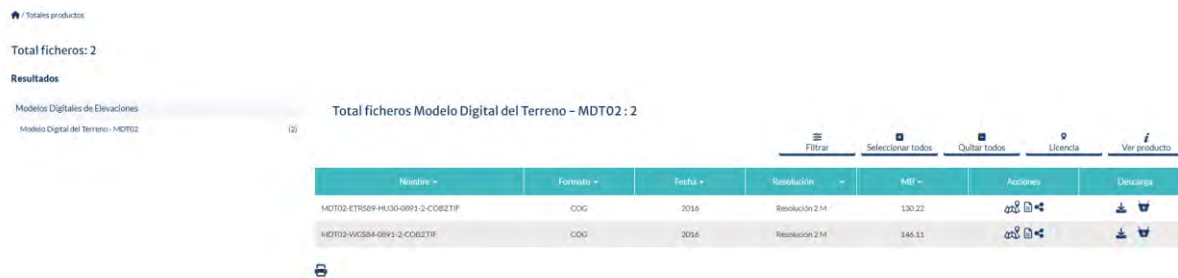 / Totales productos
Total ficheros: 2
Resultados
Modelos Digitales de Elevaciones
Modelo Digital del Terreno - MDT02 (2)
Total ficheros Modelo Digital del Terreno - MDT02 : 2
Filtrar Seleccionar todos Quitar todos Licencia Ver producto
Nombre Formato Fecha Resolución MB Acciones Descarga
MDT02-ETRS89-HU30-0891-2-COB2.TIF COG 2016 Resolución 2 M 130.22
MDT02-WGS84-0891-2-COB2.TIF COG 2016 Resolución 2 M 146.11